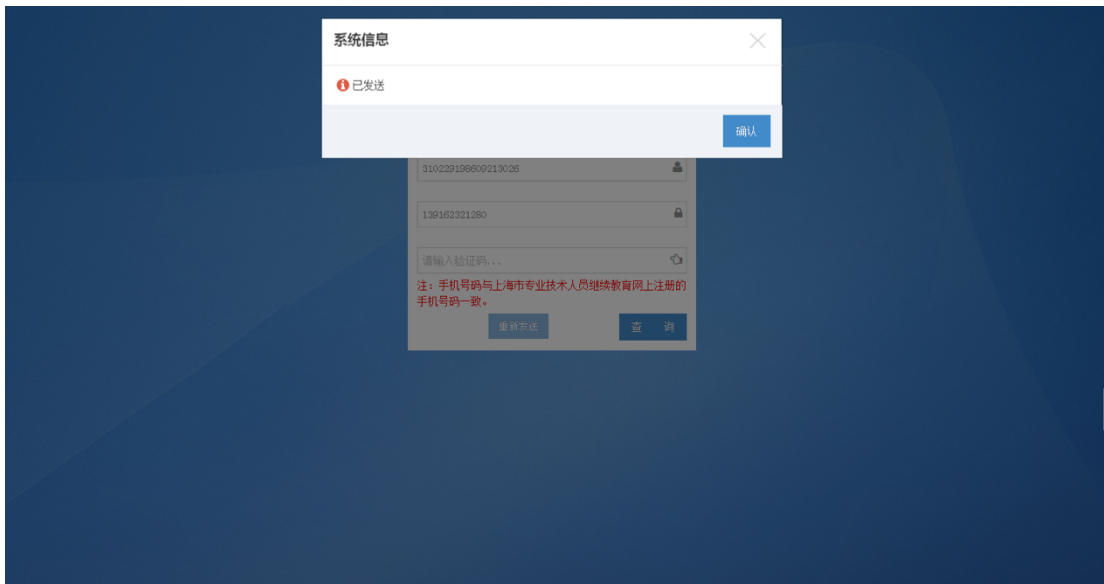 系统信息
已发送
确认
310229198609213026
139162321280
请输入验证码...
注：手机号码与上海市专业技术人员继续教育网上注册的
手机号码一致。
重新发送
查 询